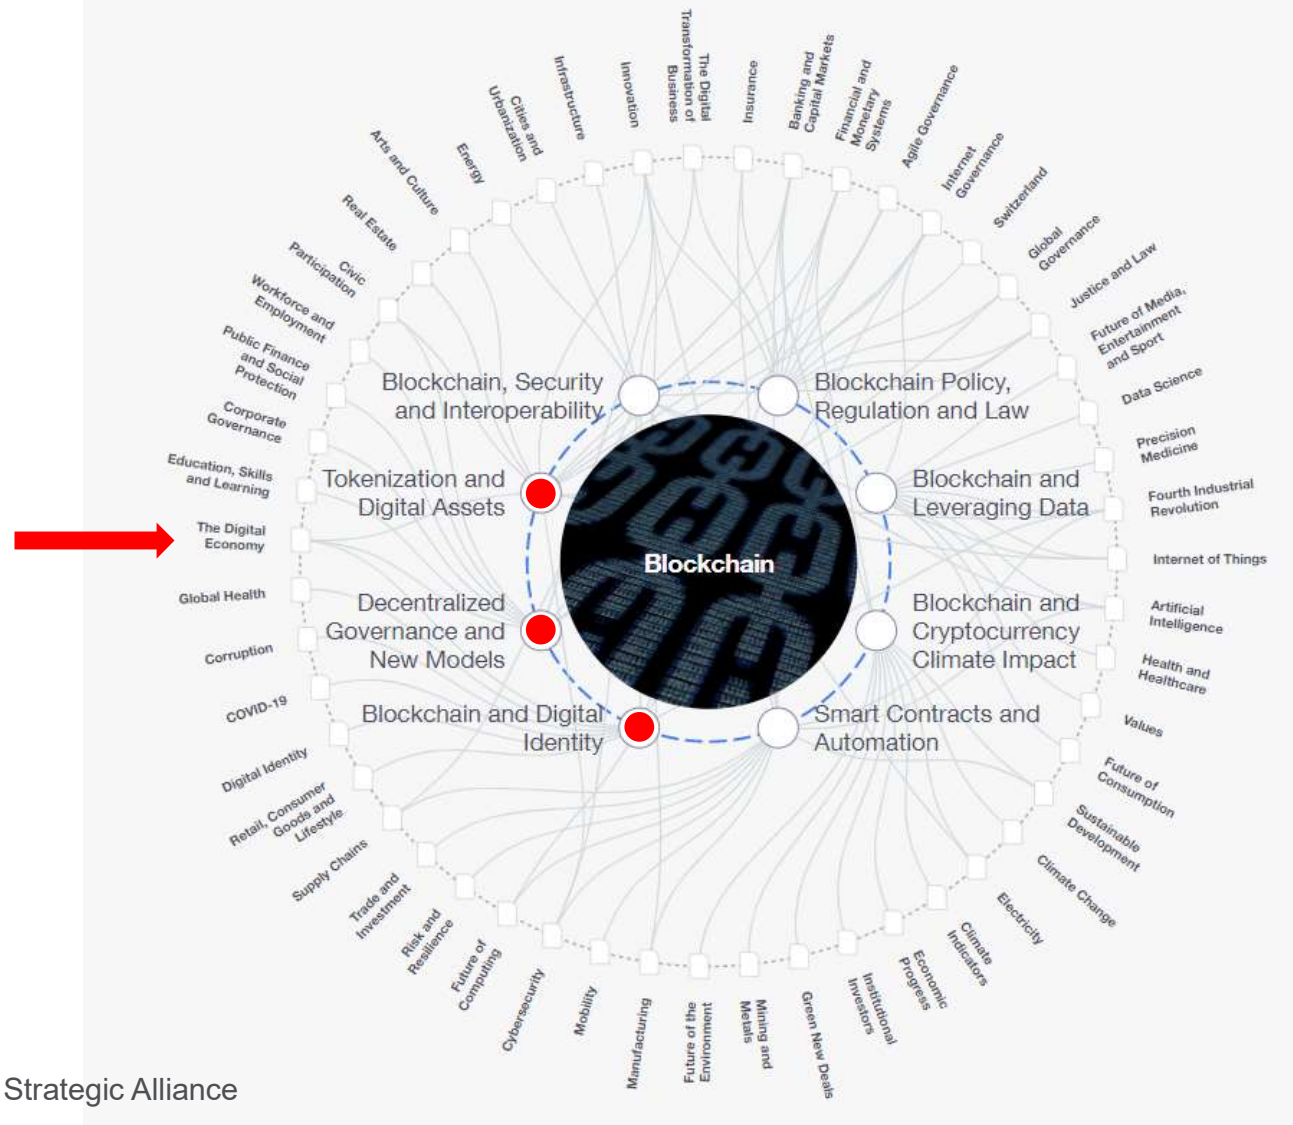 The Digital
Transformation of
Business
Insurance
Banking and
Capital Markets
Financial and
Monetary
Systems
Agile Governance
Internet
Governance
Switzerland
Global
Governance
Justice and Law
Future of Media,
Entertainment
and Sport
Data Science
Precision
Medicine
Fourth Industrial
Revolution
Internet of Things
Artificial
Intelligence
Health and
Healthcare
Values
Future of
Consumption
Sustainable
Development
Climate Change
Electricity
Climate
Indicators
Economic
Progress
Institutional
Investors
Green New Deals
Mining and
Metals
Future of the
Environment
Manufacturing
Mobility
Cybersecurity
Future of
Computing
Risk and
Resilience
Trade and
Investment
Supply Chains
Retail, Consumer
Goods and
Lifestyle
Digital Identity
COVID-19
Corruption
Global Health
The Digital
Economy
Education, Skills
and Learning
Corporate
Governance
Public Finance
and Social
Protection
Workforce and
Employment
Civic
Participation
Real Estate
Arts and Culture
Energy
Cities and
Urbanization
Infrastructure
Innovation
Blockchain, Security
and Interoperability
Blockchain Policy,
Regulation and Law
Tokenization and
Digital Assets
Blockchain and
Leveraging Data
Blockchain
Decentralized
Governance and
New Models
Blockchain and
Cryptocurrency
Climate Impact
Blockchain and Digital
Identity
Smart Contracts and
Automation
Strategic Alliance